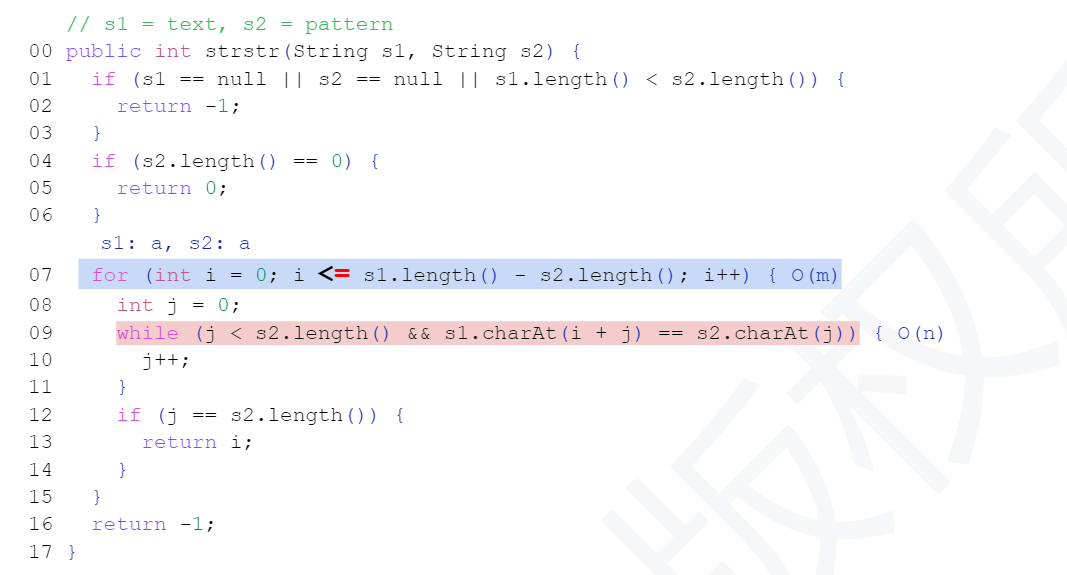 // s1 = text, s2 = pattern
00 public int strstr(String s1, String s2) {
01 if (s1 == null || s2 == null || s1.length() < s2.length()) {
02 return -1;
03 }
04 if (s2.length() == 0) {
05 return 0;
06 }
s1: a, s2: a
07 for (int i = 0; i <= s1.length() - s2.length(); i++) { O(m)
08 int j = 0;
09 while (j < s2.length() && s1.charAt(i + j) == s2.charAt(j)) { O(n)
10 j++;
11 }
12 if (j == s2.length()) {
13 return i;
14 }
15 }
16 return -1;
17 }
版权所